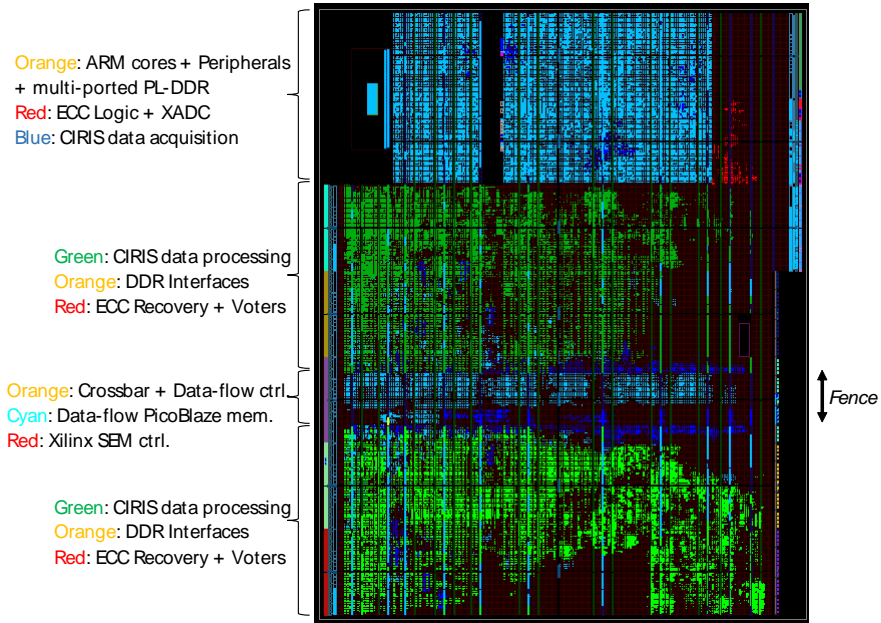 Orange: ARM cores + Peripherals
+ multi-ported PL-DDR
Red: ECC Logic + XADC
Blue: CIRIS data acquisition
Green: CIRIS data processing
Orange: DDR Interfaces
Red: ECC Recovery + Voters
Orange: Crossbar + Data-flow ctrl.
Cyan: Data-flow PicoBlaze mem.
Red: Xilinx SEM ctrl.
Fence
Green: CIRIS data processing
Orange: DDR Interfaces
Red: ECC Recovery + Voters